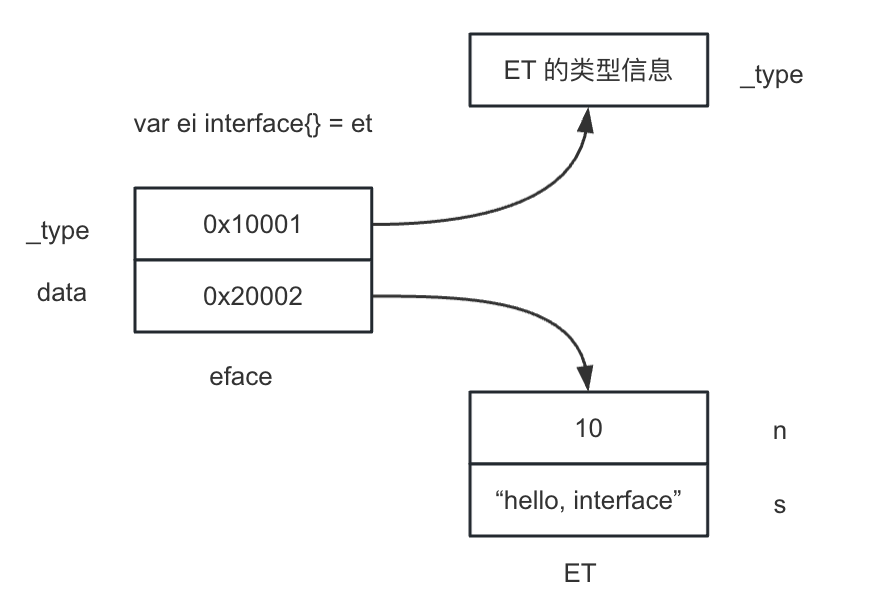 ET 的类型信息
_type
var ei interface{} = et
_type
0x10001
data
0x20002
eface
10
n
“hello, interface”
s
ET